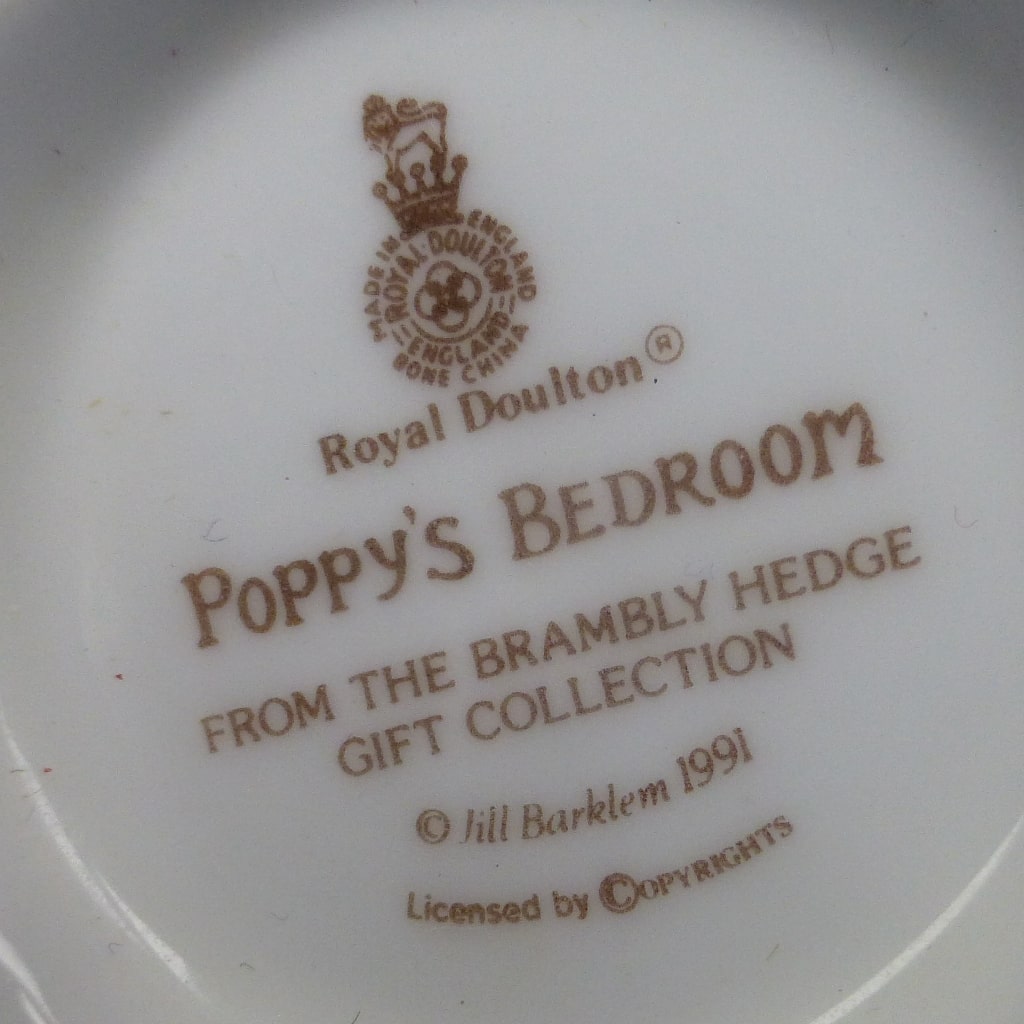 MADE IN ENGLAND
ROYAL DOULTON
ENGLAND
BONE CHINA
Royal Doulton®
POPPY'S BEDROOM
FROM THE BRAMBLY HEDGE
GIFT COLLECTION
© Jill Barklem 1991
Licensed by ©OPYRIGHTS